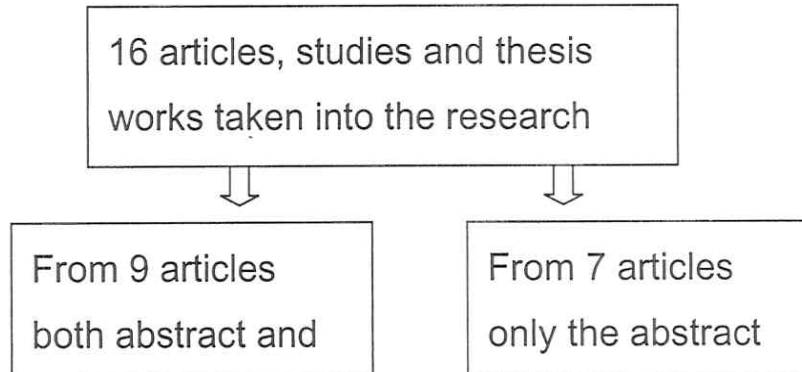 16 articles, studies and thesis
works taken into the research
From 9 articles
both abstract and
From 7 articles
only the abstract